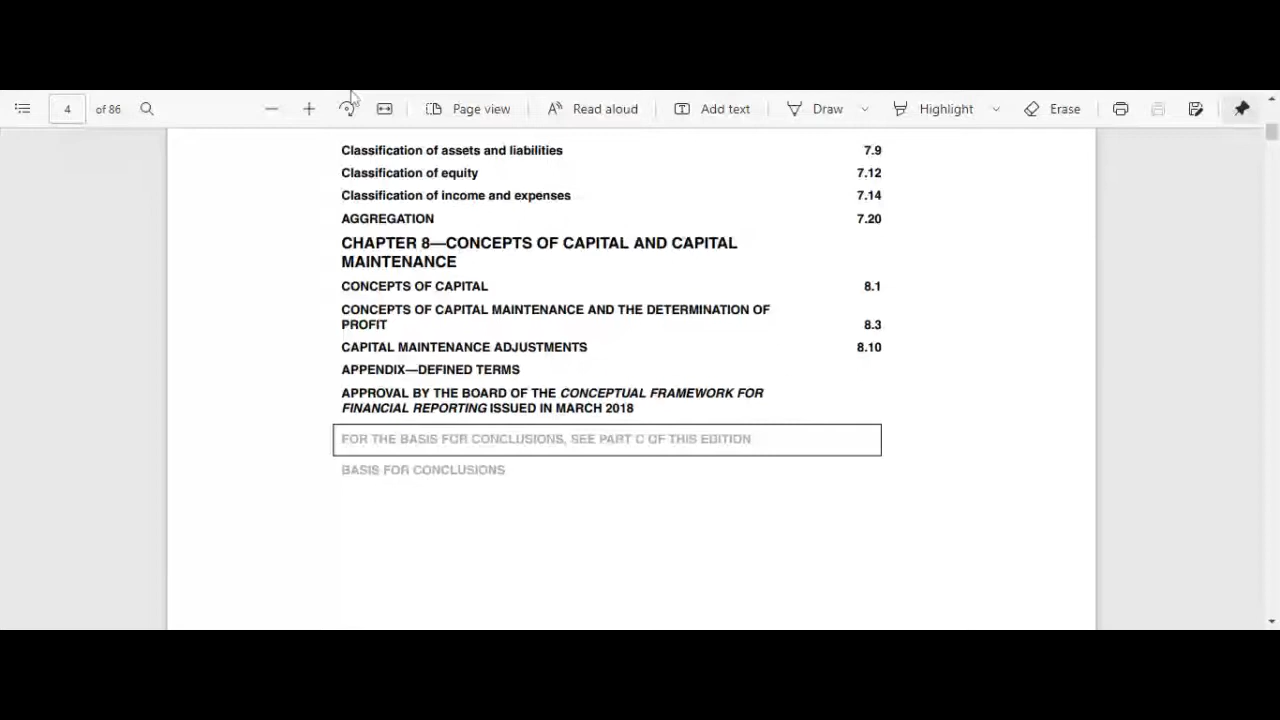 4 of 86 Page view Read aloud Add text Draw Highlight Erase
Classification of assets and liabilities 7.9
Classification of equity 7.12
Classification of income and expenses 7.14
AGGREGATION 7.20
CHAPTER 8—CONCEPTS OF CAPITAL AND CAPITAL
MAINTENANCE
CONCEPTS OF CAPITAL 8.1
CONCEPTS OF CAPITAL MAINTENANCE AND THE DETERMINATION OF
PROFIT 8.3
CAPITAL MAINTENANCE ADJUSTMENTS 8.10
APPENDIX—DEFINED TERMS
APPROVAL BY THE BOARD OF THE CONCEPTUAL FRAMEWORK FOR
FINANCIAL REPORTING ISSUED IN MARCH 2018
FOR THE BASIS FOR CONCLUSIONS, SEE PART C OF THIS EDITION
BASIS FOR CONCLUSIONS